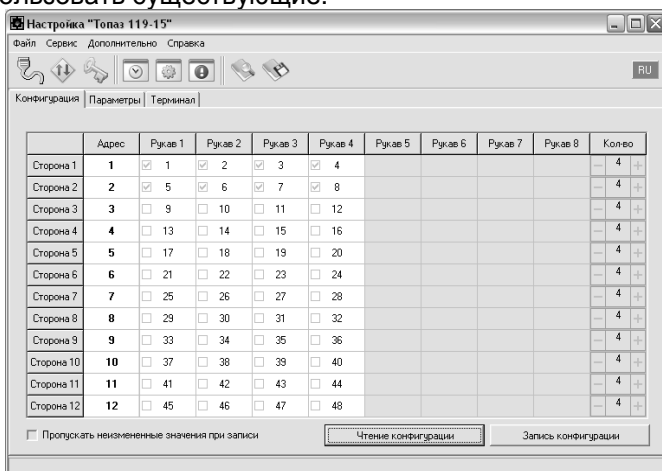 ользовать существующие.
Настройка "Топаз 119-15"
Файл Сервис Дополнительно Справка
RU
Конфигурация Параметры Терминал
Адрес Рукав 1 Рукав 2 Рукав 3 Рукав 4 Рукав 5 Рукав 6 Рукав 7 Рукав 8 Кол-во
Сторона 1 1 1 2 3 4 4
Сторона 2 2 5 6 7 8 4
Сторона 3 3 9 10 11 12 4
Сторона 4 4 13 14 15 16 4
Сторона 5 5 17 18 19 20 4
Сторона 6 6 21 22 23 24 4
Сторона 7 7 25 26 27 28 4
Сторона 8 8 29 30 31 32 4
Сторона 9 9 33 34 35 36 4
Сторона 10 10 37 38 39 40 4
Сторона 11 11 41 42 43 44 4
Сторона 12 12 45 46 47 48 4
Пропускать неизмененные значения при записи Чтение конфигурации Запись конфигурации